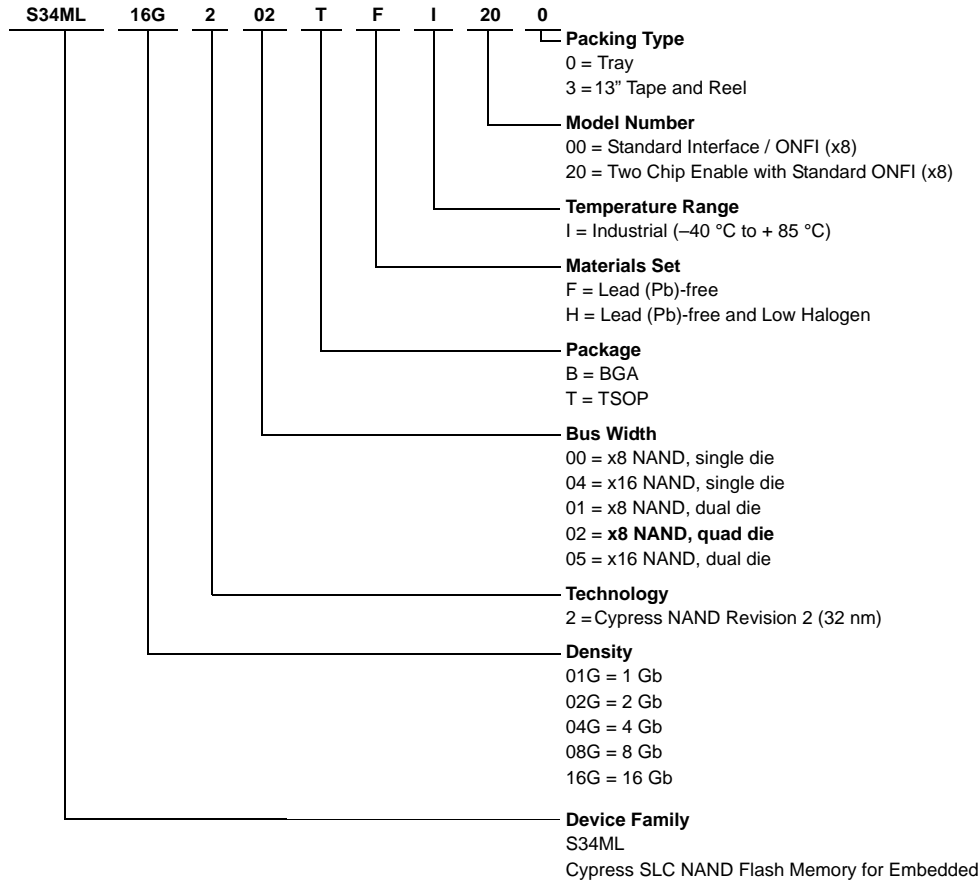 S34ML 16G 2 02 T F I 20 0
Packing Type
0 = Tray
3 =13” Tape and Reel
Model Number
00 = Standard Interface / ONFI (x8)
20 = Two Chip Enable with Standard ONFI (x8)
Temperature Range
I = Industrial (–40 °C to + 85 °C)
Materials Set
F = Lead (Pb)-free
H = Lead (Pb)-free and Low Halogen
Package
B = BGA
T = TSOP
Bus Width
00 = x8 NAND, single die
04 = x16 NAND, single die
01 = x8 NAND, dual die
02 = x8 NAND, quad die
05 = x16 NAND, dual die
Technology
2 =Cypress NAND Revision 2 (32 nm)
Density
01G = 1 Gb
02G = 2 Gb
04G = 4 Gb
08G = 8 Gb
16G = 16 Gb
Device Family
S34ML
Cypress SLC NAND Flash Memory for Embedded